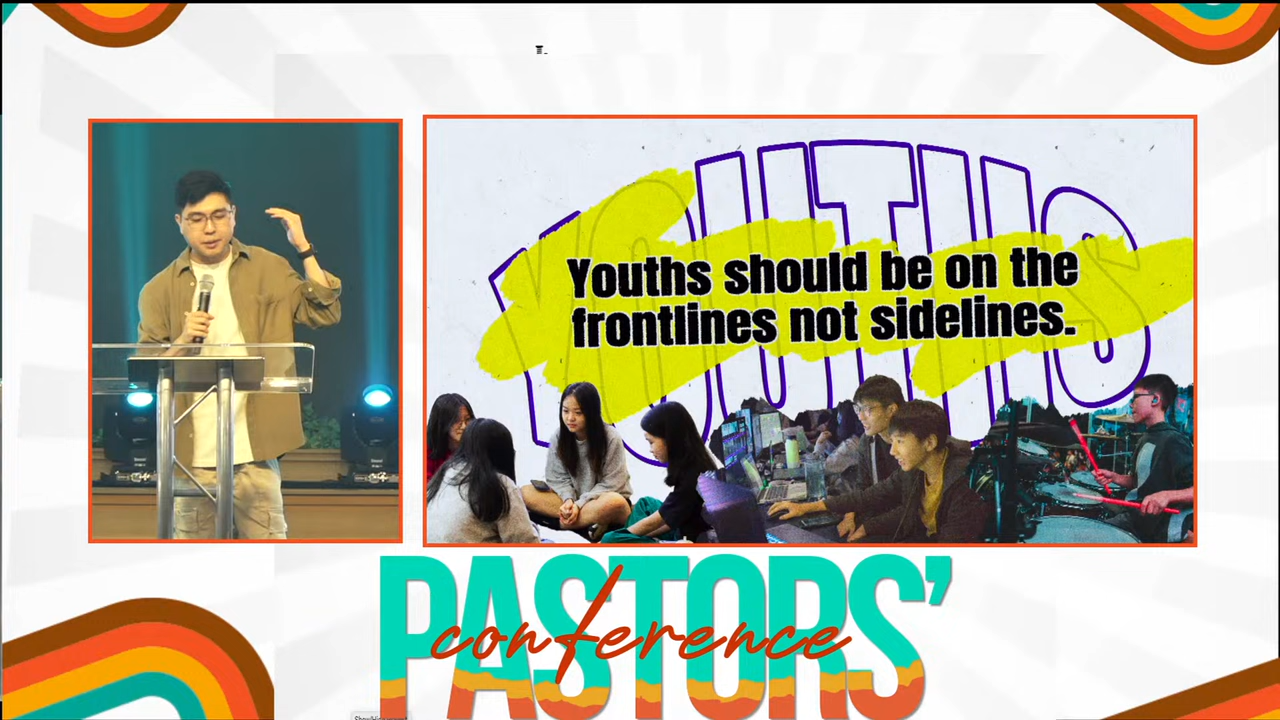 YOUTHS
Youths should be on the
frontlines not sidelines.
PASTORS'
conference